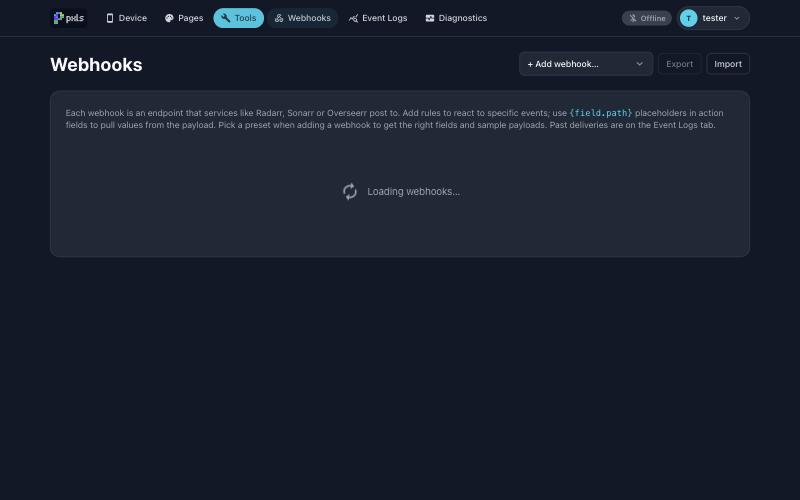 pixls Device Pages Tools Webhooks Event Logs Diagnostics Offline T tester
Webhooks + Add webhook... Export Import
Each webhook is an endpoint that services like Radarr, Sonarr or Overseerr post to. Add rules to react to specific events; use {field.path} placeholders in action
fields to pull values from the payload. Pick a preset when adding a webhook to get the right fields and sample payloads. Past deliveries are on the Event Logs tab.
Loading webhooks...